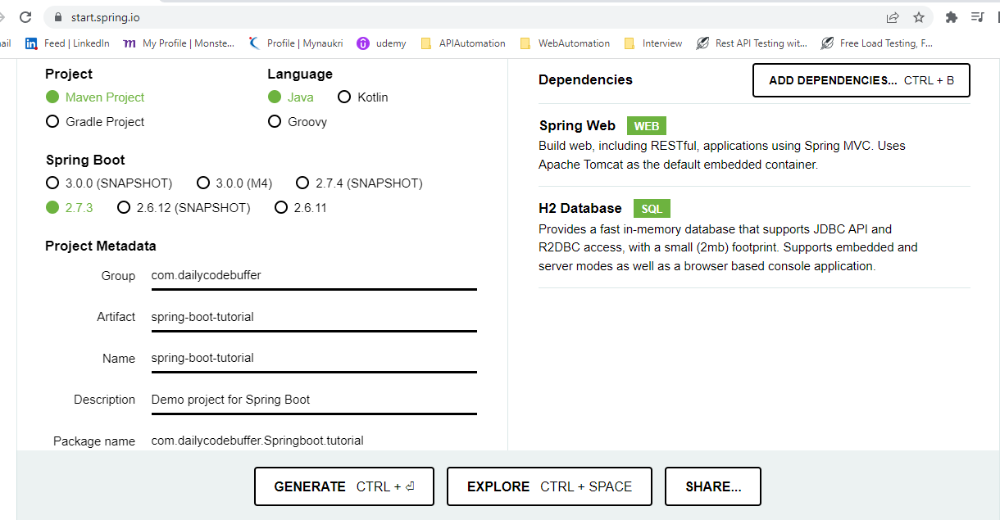 start.spring.io
ail Feed | LinkedIn My Profile | Monste... Profile | Mynaukri udemy APIAutomation WebAutomation Interview Rest API Testing wit... Free Load Testing, F...
Project
Maven Project
Gradle Project
Language
Java Kotlin
Groovy
Spring Boot
3.0.0 (SNAPSHOT) 3.0.0 (M4) 2.7.4 (SNAPSHOT)
2.7.3 2.6.12 (SNAPSHOT) 2.6.11
Project Metadata
Group com.dailycodebuffer
Artifact spring-boot-tutorial
Name spring-boot-tutorial
Description Demo project for Spring Boot
Package name com.dailycodebuffer.Springboot.tutorial
Dependencies ADD DEPENDENCIES... CTRL + B
Spring Web WEB
Build web, including RESTful, applications using Spring MVC. Uses
Apache Tomcat as the default embedded container.
H2 Database SQL
Provides a fast in-memory database that supports JDBC API and
R2DBC access, with a small (2mb) footprint. Supports embedded and
server modes as well as a browser based console application.
GENERATE CTRL + ⏎ EXPLORE CTRL + SPACE SHARE...